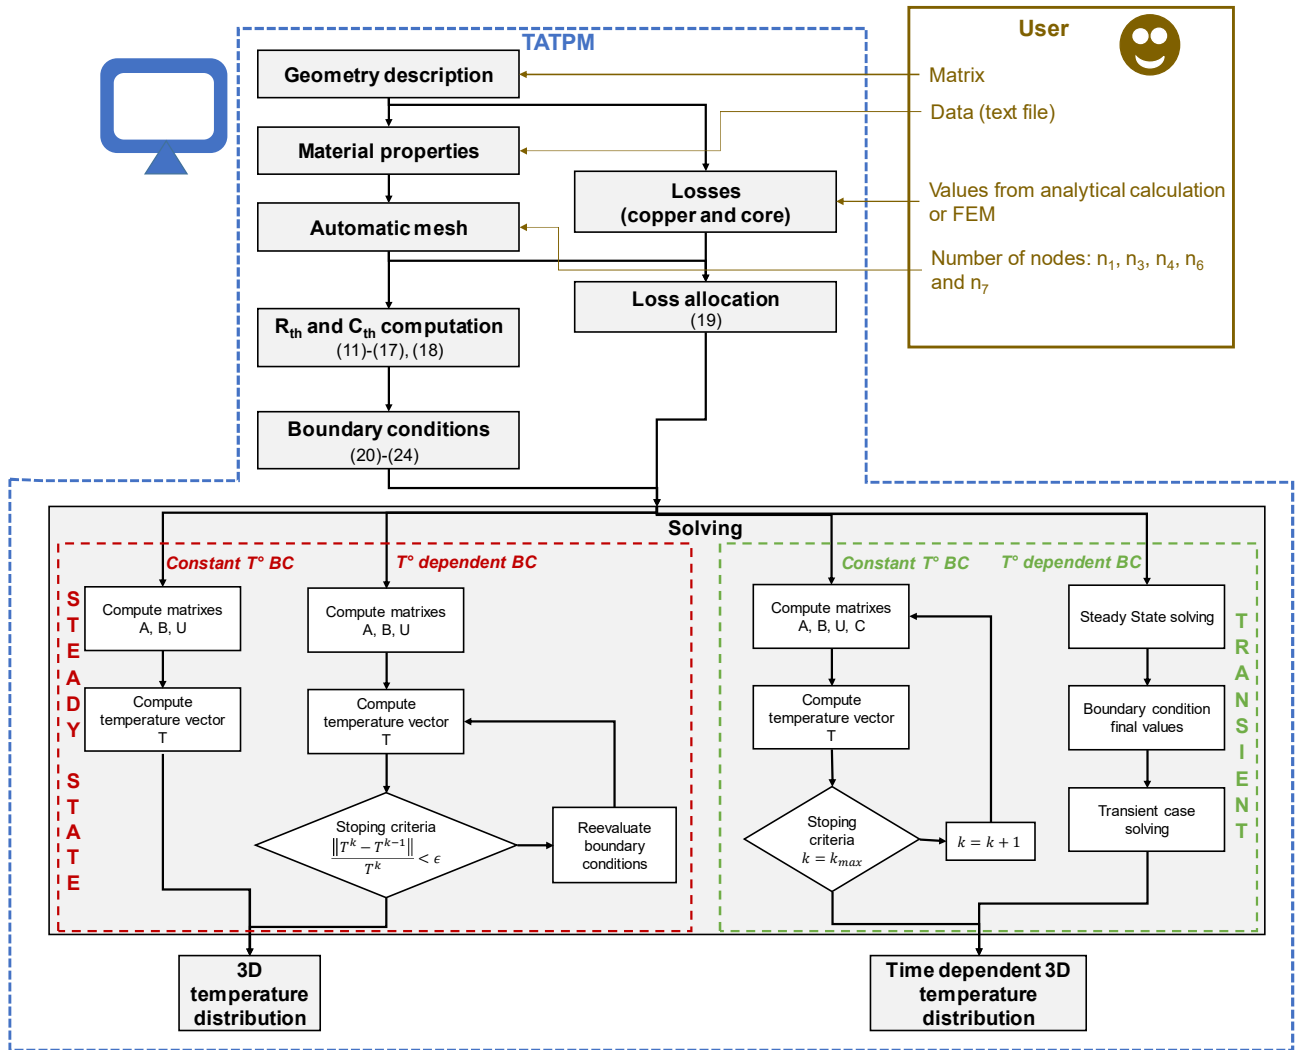 TATPM
User
Geometry description
Matrix
Data (text file)
Material properties
Losses
(copper and core)
Values from analytical calculation
or FEM
Automatic mesh
Number of nodes: n₁, n₃, n₄, n₆
and n₇
Loss allocation
(19)
Rₜₕ and Cₜₕ computation
(11)-(17), (18)
Boundary conditions
(20)-(24)
Solving
Constant T° BC
T° dependent BC
Constant T° BC
T° dependent BC
STEADY STATE
Compute matrixes
A, B, U
Compute
temperature vector
T
Compute matrixes
A, B, U
Compute
temperature vector
T
Stoping criteria
‖T^k − T^{k−1}‖
/ T^k < ϵ
Reevaluate
boundary
conditions
Compute matrixes
A, B, U, C
Compute
temperature vector
T
Stoping
criteria
k = k_max
k = k + 1
Steady State solving
Boundary condition
final values
Transient case
solving
TRANSIENT
3D
temperature
distribution
Time dependent 3D
temperature
distribution